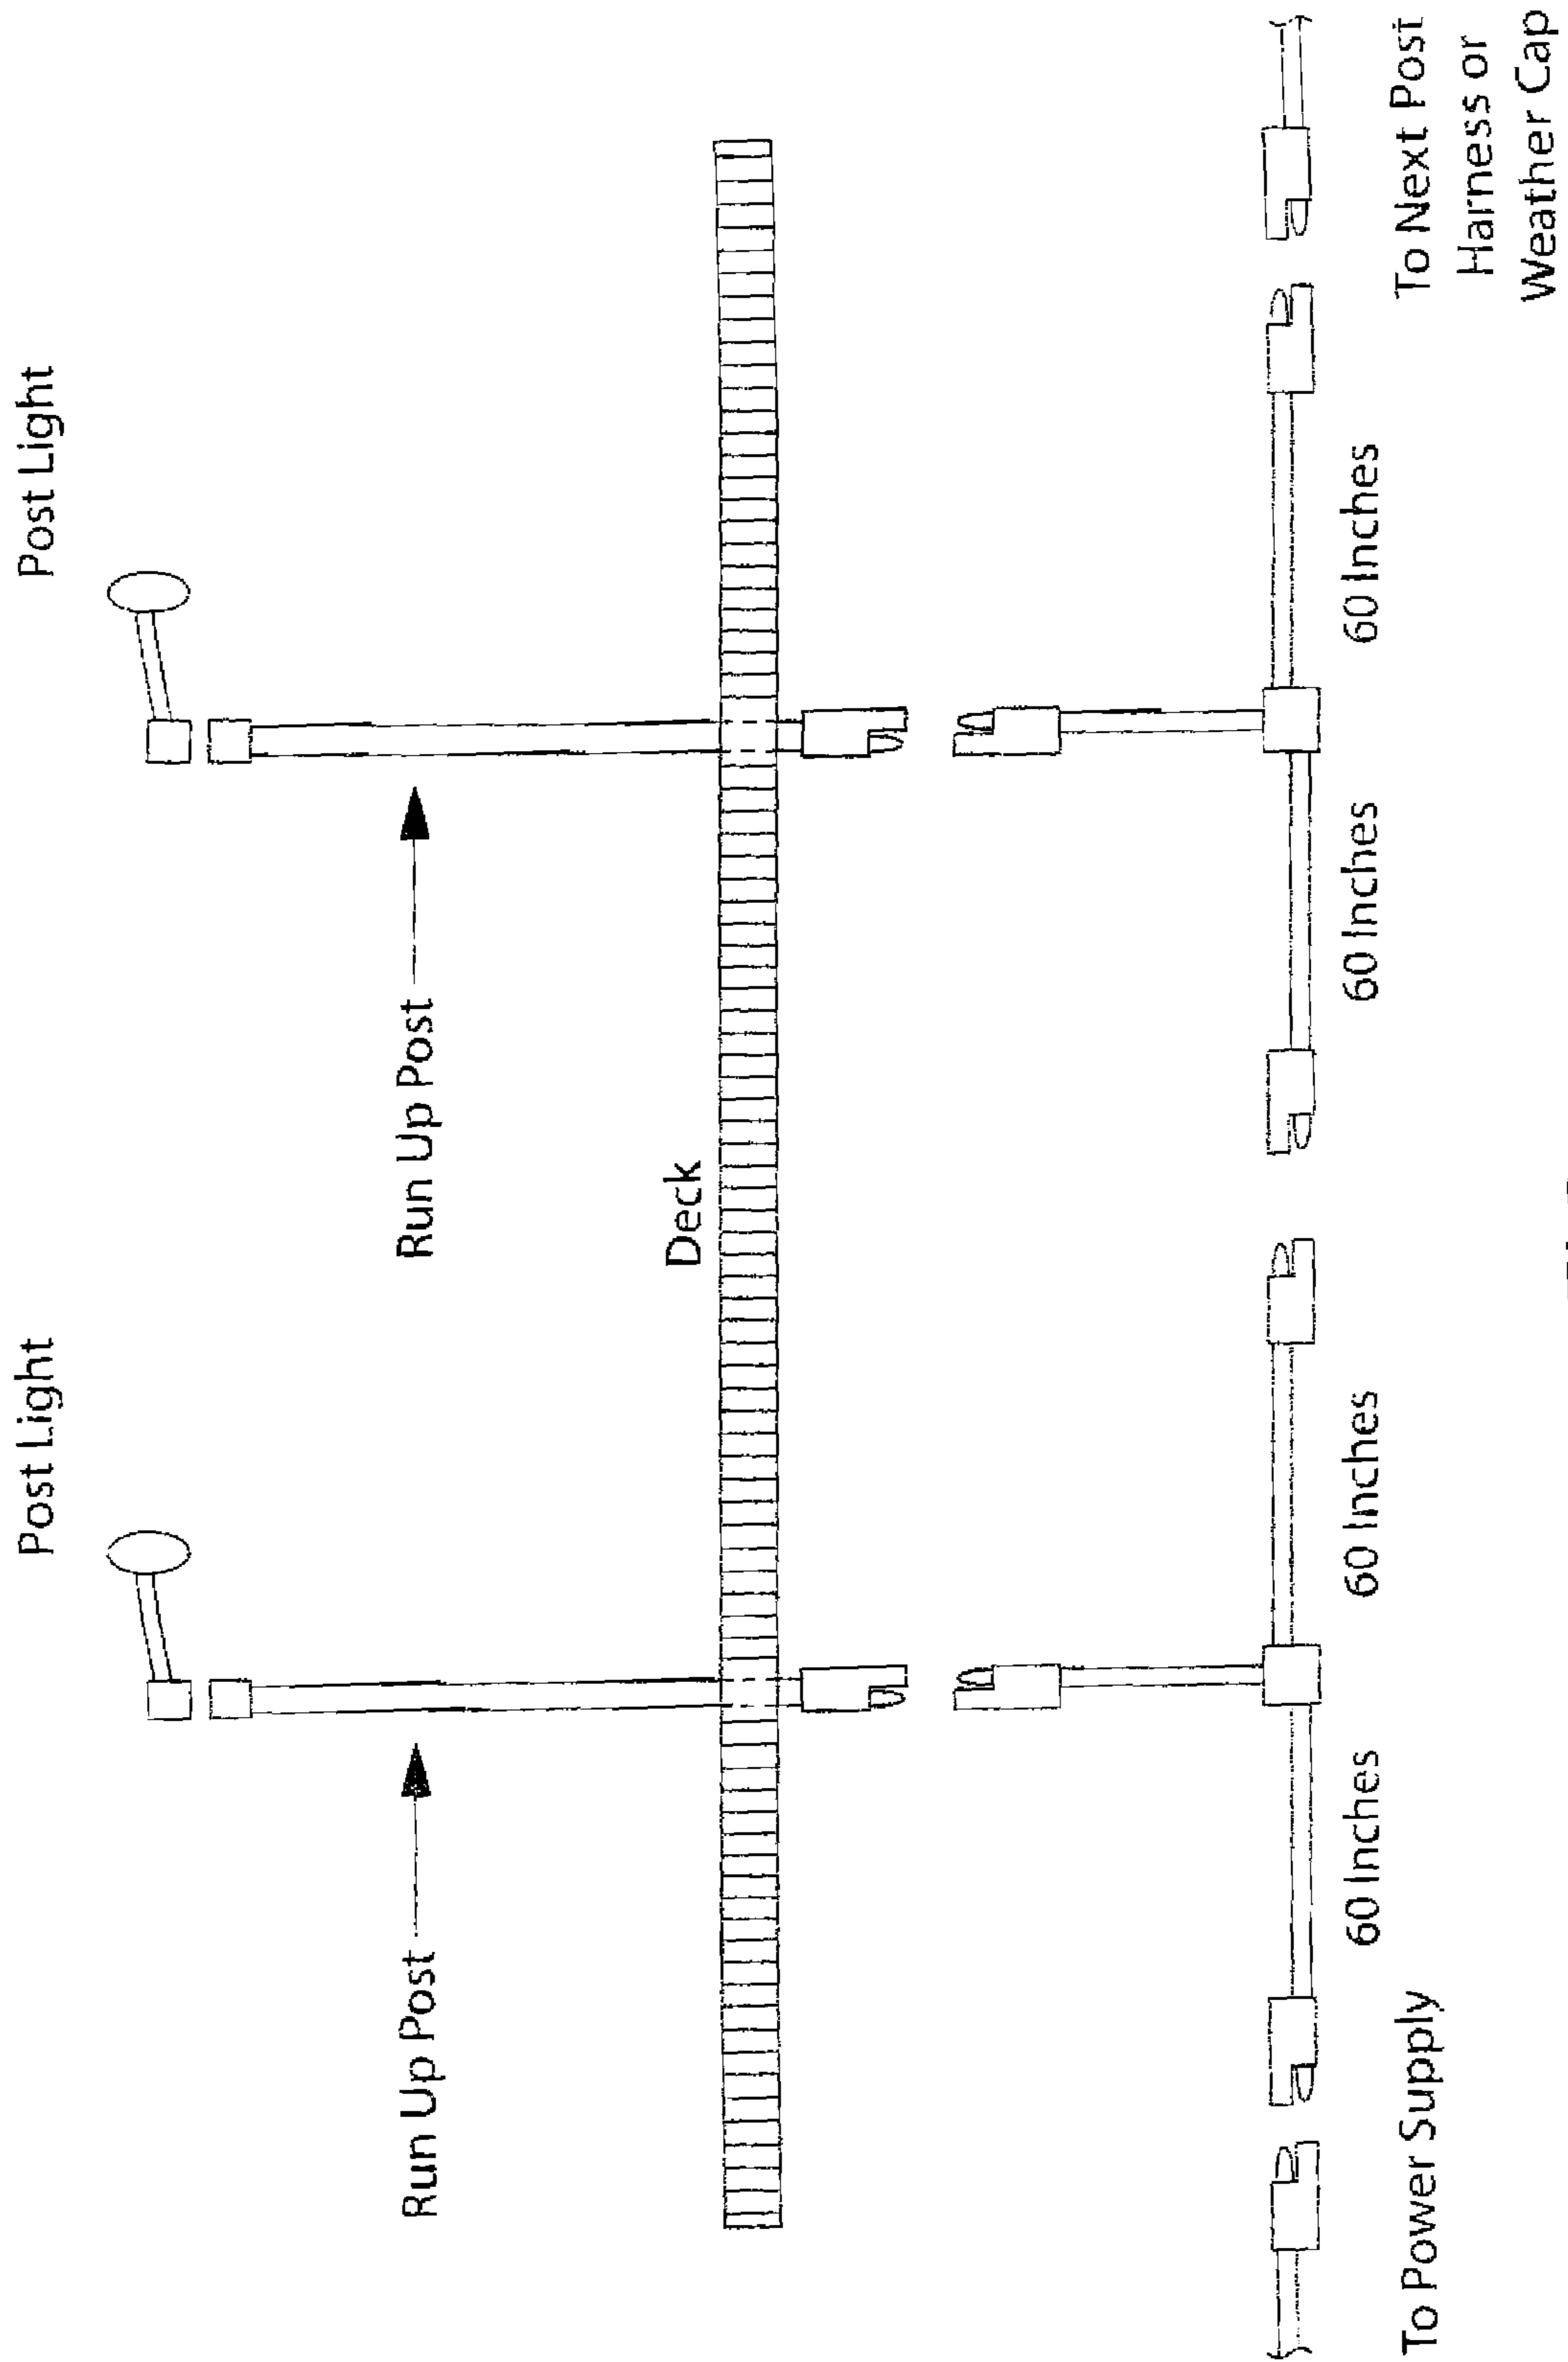 Post Light
Post Light
Run Up Post
Run Up Post
Deck
60 Inches
60 Inches
60 Inches
60 Inches
To Power Supply
To Next Post
Harness or
Weather Cap